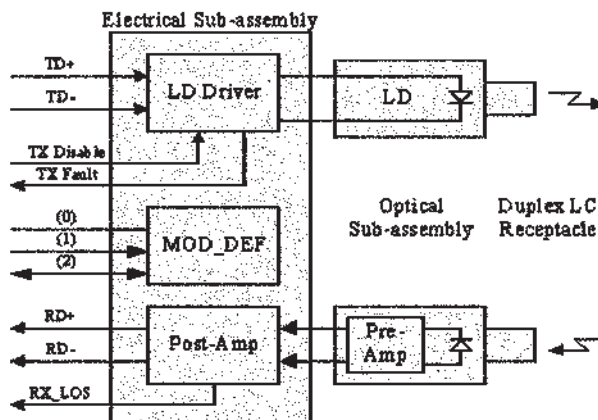 Electrical Sub-assembly
TD+
TD-
LD Driver
LD
TX Disable
TX Fault
(0)
(1)
(2)
MOD_DEF
Optical
Sub-assembly
Duplex LC
Receptacle
RD+
RD-
RX_LOS
Post-Amp
Pre-
Amp